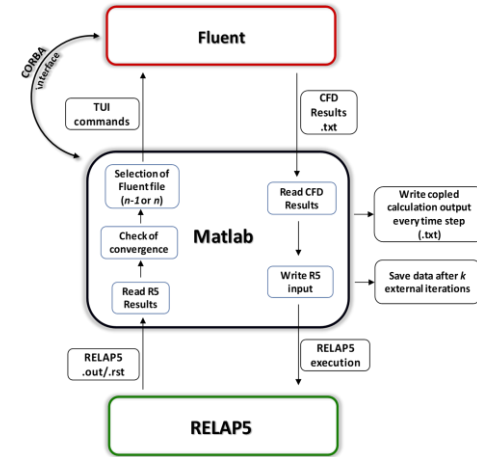 Fluent
CORBA
interface
TUI
commands
CFD
Results
.txt
Selection of
Fluent file
(n-1 or n)
Check of
convergence
Read R5
Results
Matlab
Read CFD
Results
Write R5
input
Write copled
calculation output
every time step
(.txt)
Save data after k
external iterations
RELAP5
.out/.rst
RELAP5
execution
RELAP5